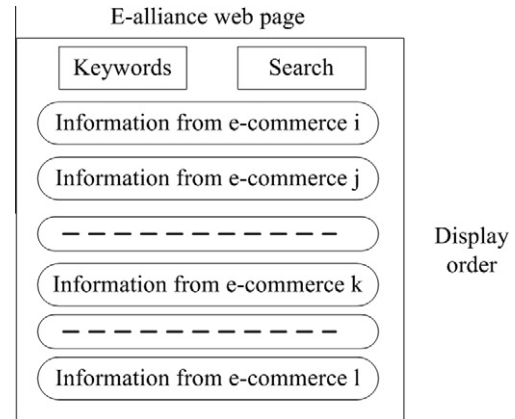 E-alliance web page
Keywords
Search
Information from e-commerce i
Information from e-commerce j
Information from e-commerce k
Information from e-commerce l
Display
order